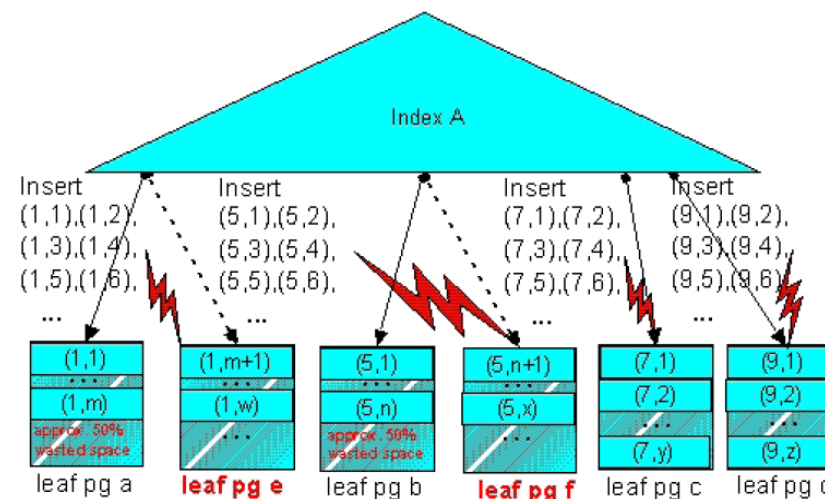 Index A
Insert
(1,1),(1,2),
(1,3),(1,4),
(1,5),(1,6),
...
Insert
(5,1),(5,2),
(5,3),(5,4),
(5,5),(5,6),
...
Insert
(7,1),(7,2),
(7,3),(7,4),
(7,5),(7,6),
...
Insert
(9,1),(9,2),
(9,3),(9,4),
(9,5),(9,6),
...
(1,1)
...
(1,m)
approx. 50%
wasted space
leaf pg a
(1,m+1)
...
(1,w)
...
leaf pg e
(5,1)
...
(5,n)
approx. 50%
wasted space
leaf pg b
(5,n+1)
...
(5,x)
...
leaf pg f
(7,1)
(7,2)
...
(7,y)
leaf pg c
(9,1)
(9,2)
...
(9,z)
leaf pg